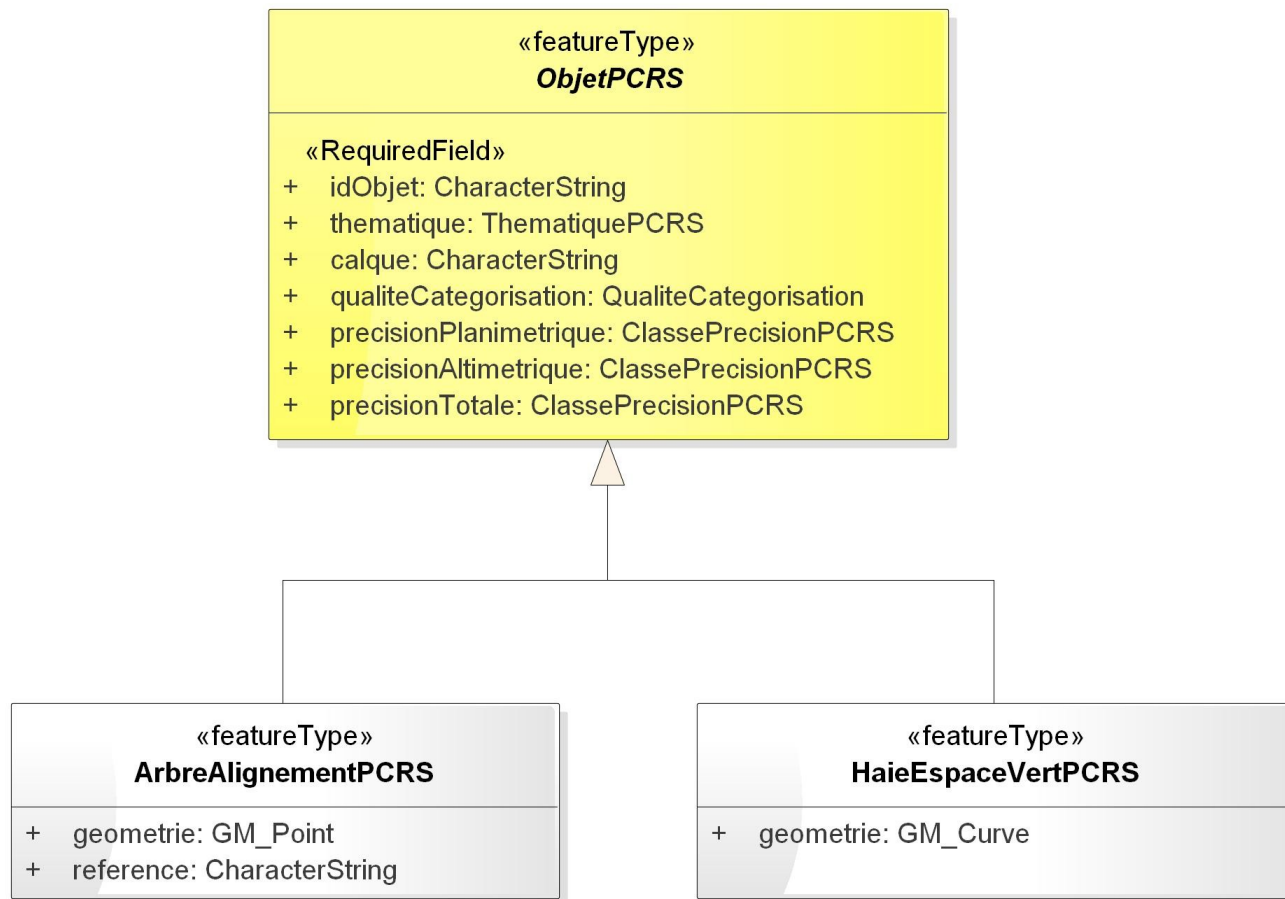 «featureType»
ObjetPCRS
«RequiredField»
+ idObjet: CharacterString
+ thematique: ThematiquePCRS
+ calque: CharacterString
+ qualiteCategorisation: QualiteCategorisation
+ precisionPlanimetrique: ClassePrecisionPCRS
+ precisionAltimetrique: ClassePrecisionPCRS
+ precisionTotale: ClassePrecisionPCRS
«featureType»
ArbreAlignementPCRS
+ geometrie: GM_Point
+ reference: CharacterString
«featureType»
HaieEspaceVertPCRS
+ geometrie: GM_Curve